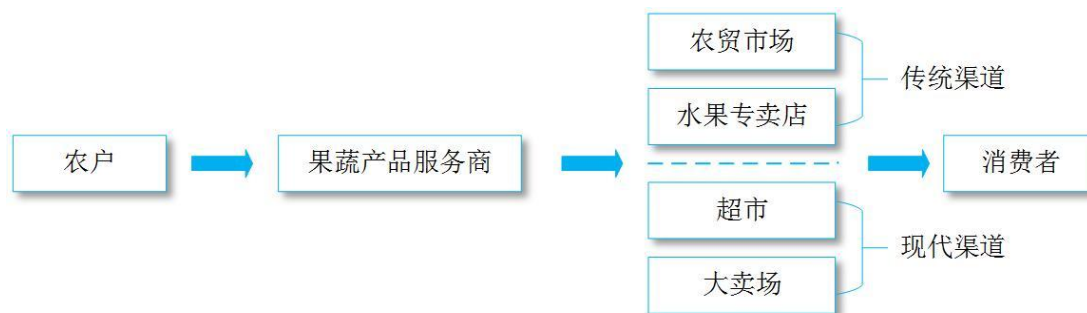 农贸市场
传统渠道
水果专卖店
农户
果蔬产品服务商
消费者
超市
现代渠道
大卖场